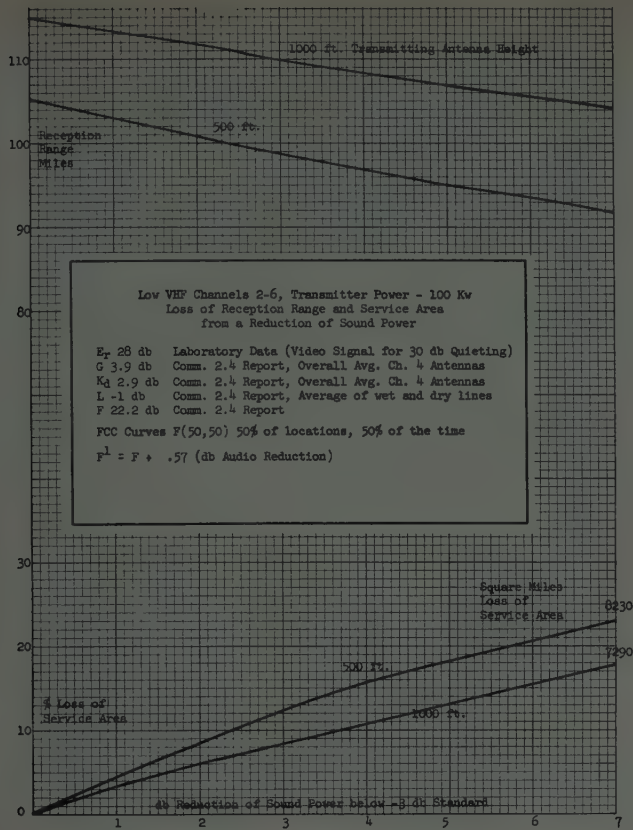 110
1000 ft. Transmitting Antenna Height
500 ft.
Reception
100 Range
Miles
90
80
Low VHF Channels 2-6, Transmitter Power - 100 Kw
Loss of Reception Range and Service Area
from a Reduction of Sound Power
Er 28 db Laboratory Data (Video Signal for 30 db Quieting)
G 3.9 db Comm. 2.4 Report, Overall Avg. Ch. 4 Antennas
Kd 2.9 db Comm. 2.4 Report, Overall Avg. Ch. 4 Antennas
L -1 db Comm. 2.4 Report, Average of wet and dry lines
F 22.2 db Comm. 2.4 Report
FCC Curves F(50,50) 50% of locations, 50% of the time
F1 = F + .57 (db Audio Reduction)
30
Square Miles
Loss of
Service Area
8230
20
7290
500 ft.
% Loss of
Service Area
1000 ft.
10
0
db Reduction of Sound Power below -3 db Standard
1 2 3 4 5 6 7